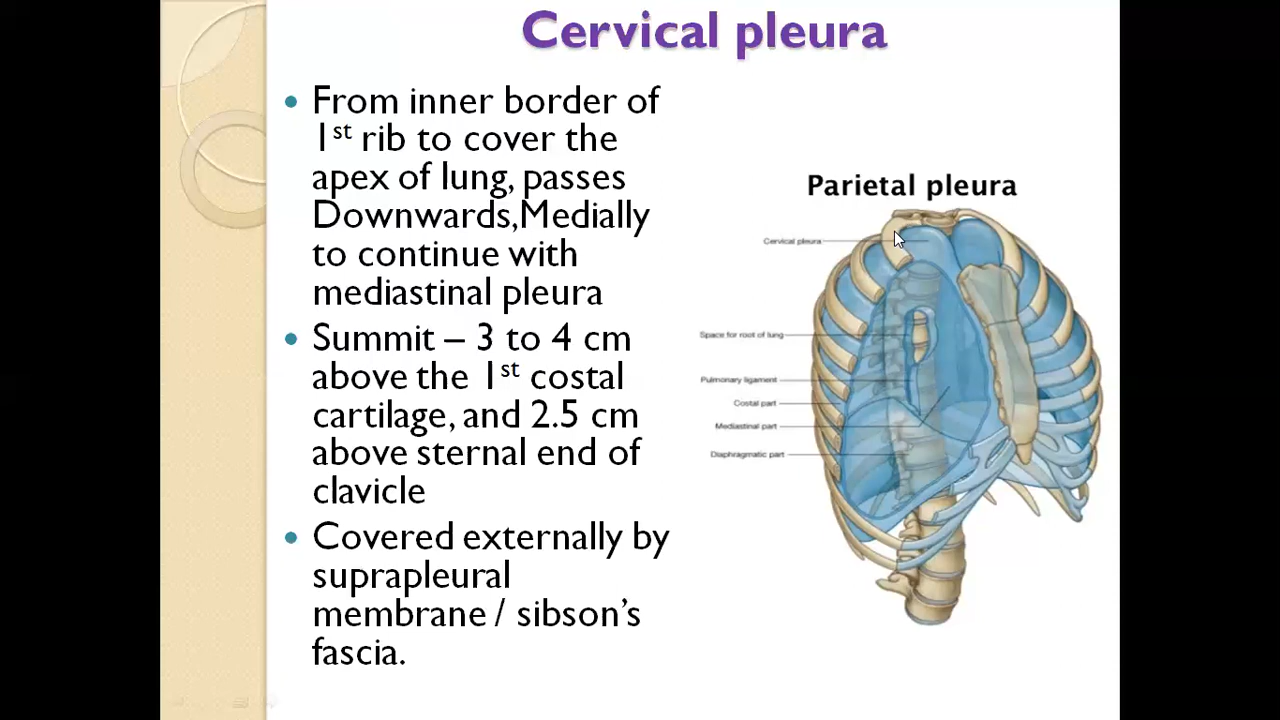 Cervical pleura
• From inner border of
1st rib to cover the
apex of lung, passes
Downwards,Medially
to continue with
mediastinal pleura
• Summit – 3 to 4 cm
above the 1st costal
cartilage, and 2.5 cm
above sternal end of
clavicle
• Covered externally by
suprapleural
membrane / sibson's
fascia.
Parietal pleura
Cervical pleura
Space for root of lung
Pulmonary ligament
Costal part
Mediastinal part
Diaphragmatic part